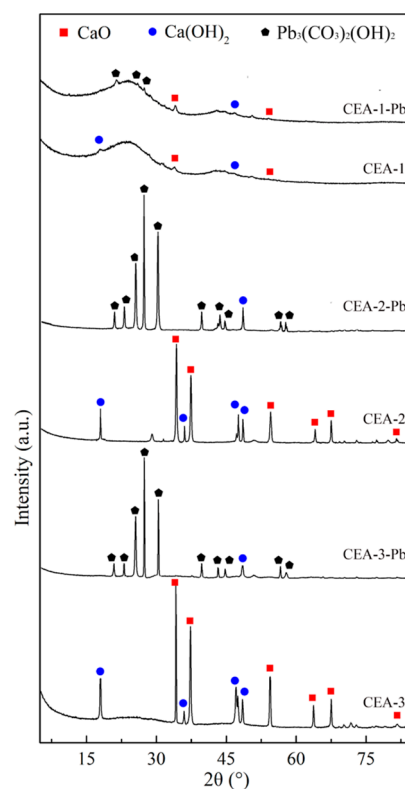 CaO Ca(OH)₂ Pb₃(CO₃)₂(OH)₂
CEA-1-Pb
CEA-1
CEA-2-Pb
CEA-2
CEA-3-Pb
CEA-3
Intensity (a.u.)
15 30 45 60 75
2θ (°)